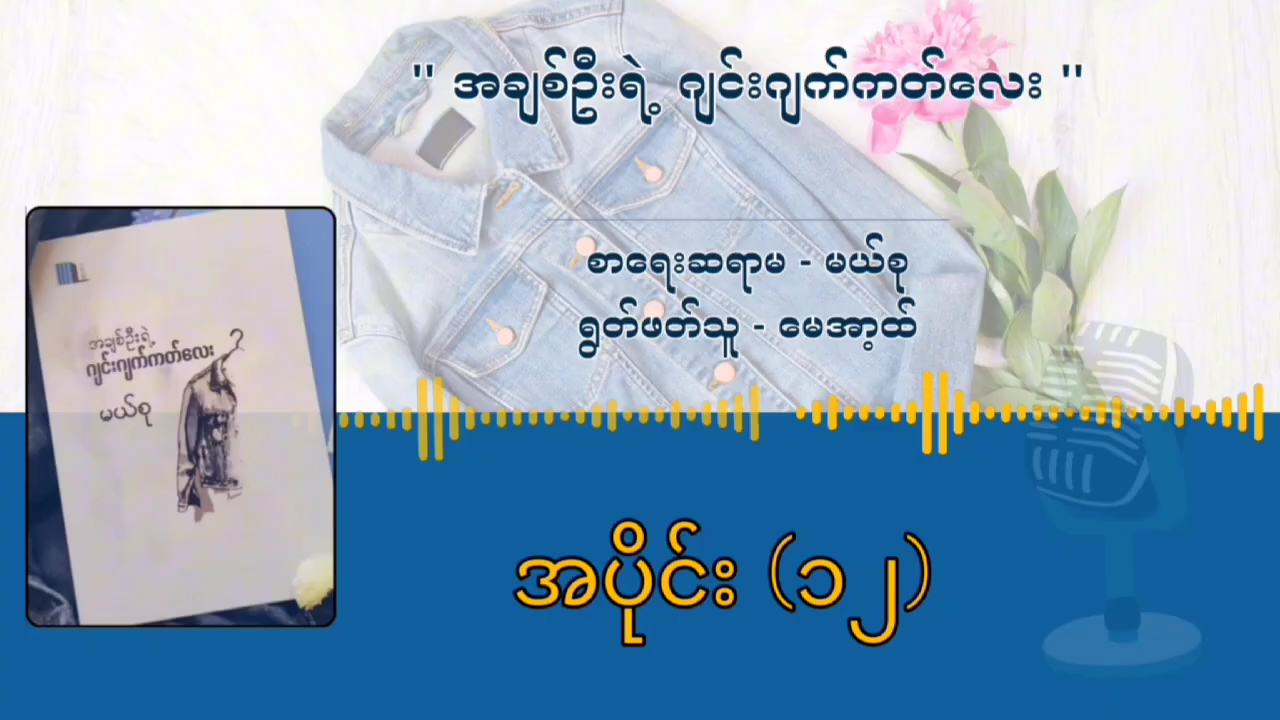 " အချစ်ဦးရဲ့ ဂျင်းဂျက်ကတ်လေး "
စာရေးဆရာမ - မယ်စု
ရွတ်ဖတ်သူ - မေအာ့ထ်
အချစ်ဦးရဲ့
ဂျင်းဂျက်ကတ်လေး
မယ်စု
အပိုင်း (၁၂)